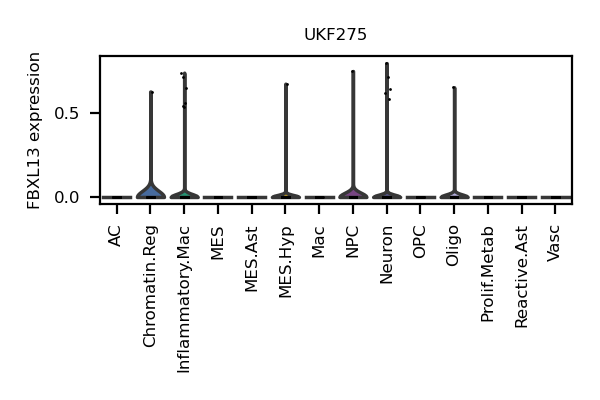 UKF275
FBXL13 expression
0.5
0.0
AC
Chromatin.Reg
Inflammatory.Mac
MES
MES.Ast
MES.Hyp
Mac
NPC
Neuron
OPC
Oligo
Prolif.Metab
Reactive.Ast
Vasc